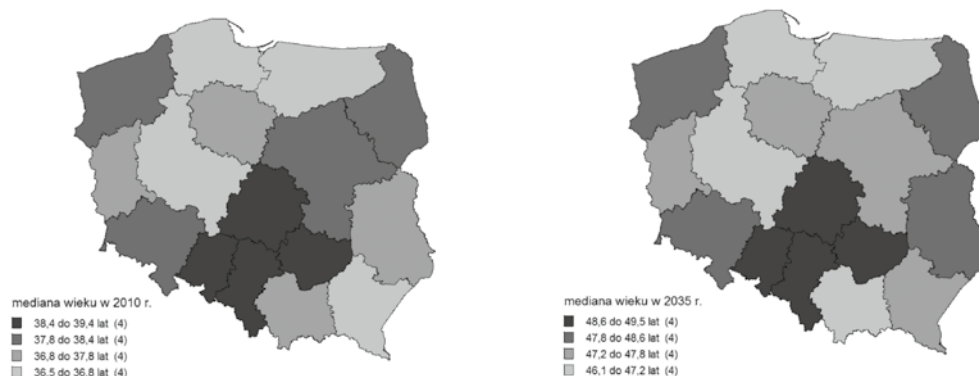 mediana wieku w 2010 r.
38,4 do 39,4 lat (4)
37,8 do 38,4 lat (4)
36,8 do 37,8 lat (4)
36,5 do 36,8 lat (4)
mediana wieku w 2035 r.
48,6 do 49,5 lat (4)
47,8 do 48,6 lat (4)
47,2 do 47,8 lat (4)
46,1 do 47,2 lat (4)